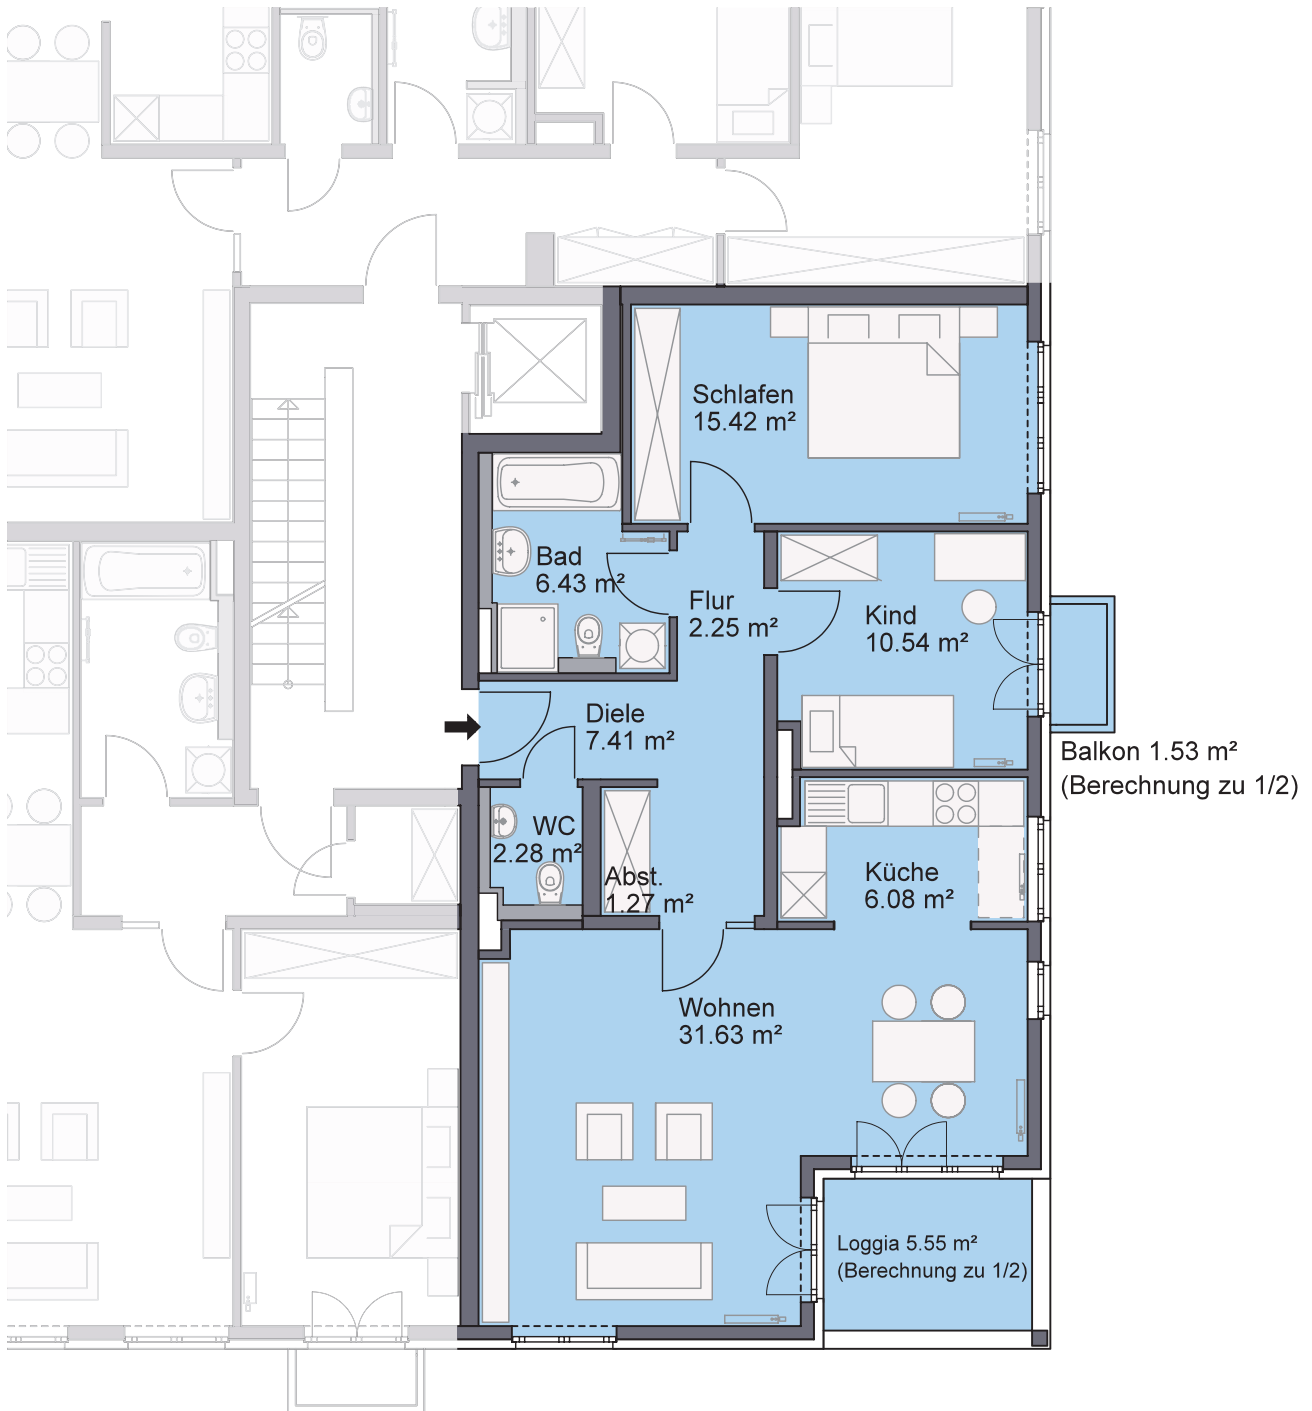 Schlafen
15.42 m²
Bad
6.43 m²
Flur
2.25 m²
Kind
10.54 m²
Diele
7.41 m²
Balkon 1.53 m²
(Berechnung zu 1/2)
WC
2.28 m²
Abst.
1.27 m²
Küche
6.08 m²
Wohnen
31.63 m²
Loggia 5.55 m²
(Berechnung zu 1/2)